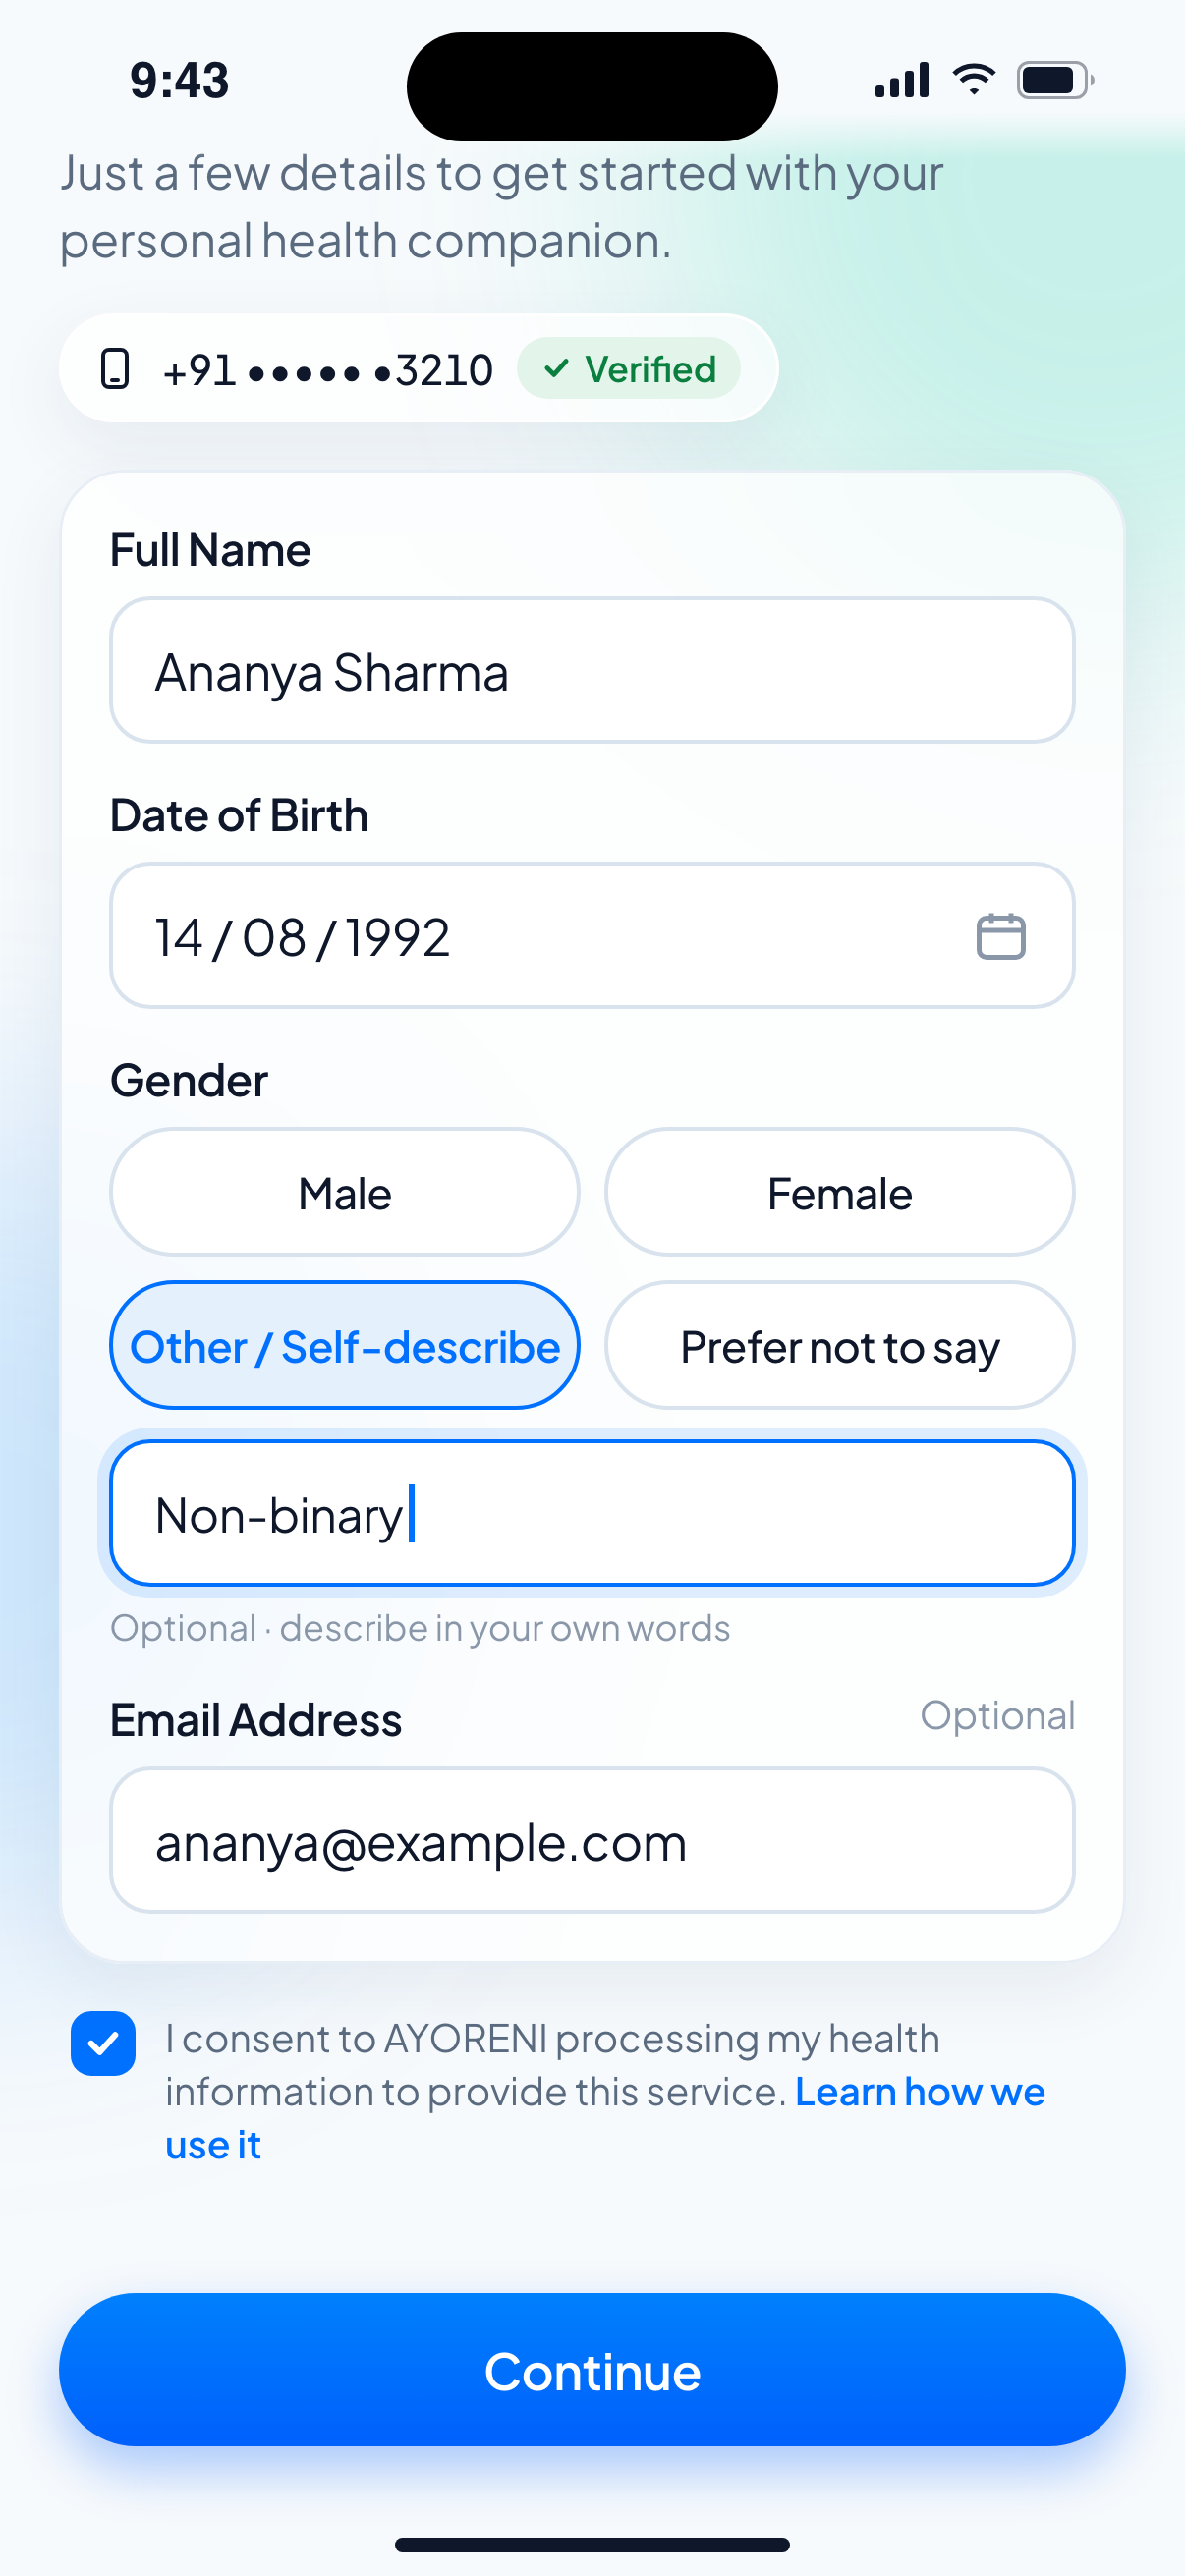 9:43
Just a few details to get started with your
personal health companion.
+91 •••••• 3210 Verified
Full Name
Ananya Sharma
Date of Birth
14 / 08 / 1992
Gender
Male
Female
Other / Self-describe
Prefer not to say
Non-binary
Optional · describe in your own words
Email Address
Optional
ananya@example.com
I consent to AYORENI processing my health
information to provide this service. Learn how we
use it
Continue